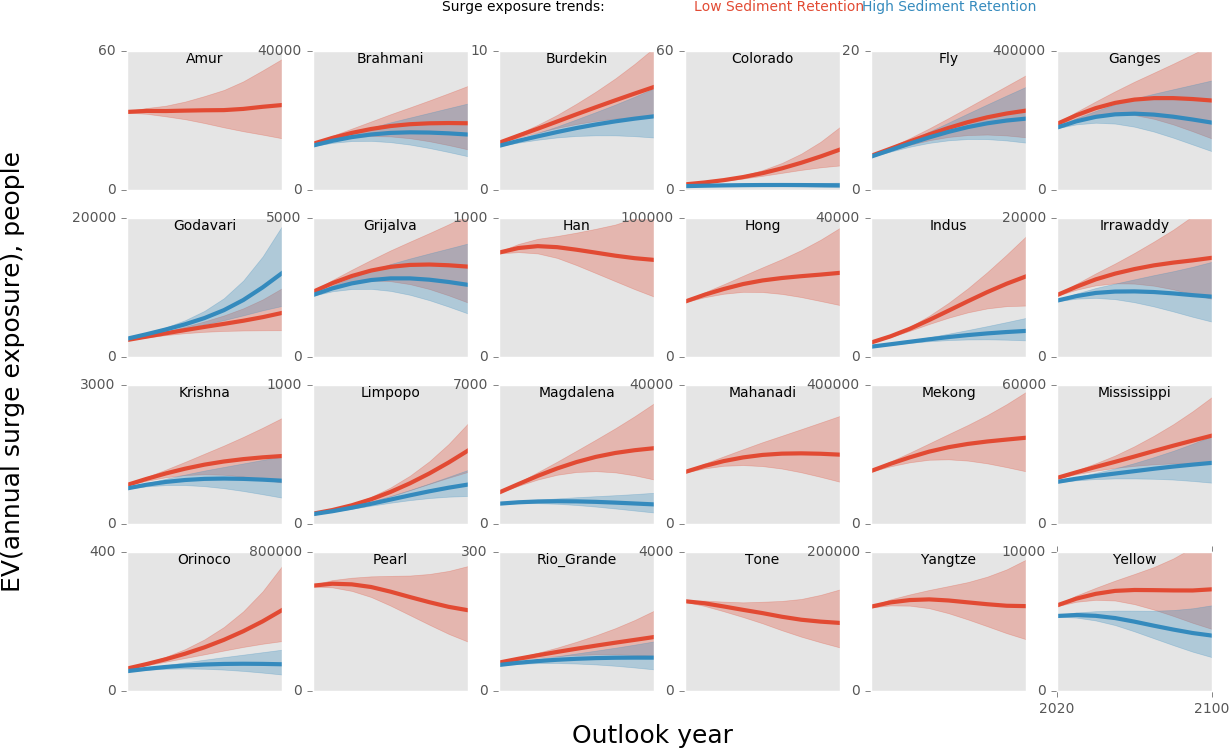 Surge exposure trends: Low Sediment Retention High Sediment Retention
EV(annual surge exposure), people
60 Amur 0
40000 Brahmani 0
10 Burdekin 0
60 Colorado 0
20 Fly 0
400000 Ganges 0
20000 Godavari 0
5000 Grijalva 0
1000 Han 0
100000 Hong 0
40000 Indus 0
20000 Irrawaddy 0
3000 Krishna 0
1000 Limpopo 0
7000 Magdalena 0
40000 Mahanadi 0
400000 Mekong 0
60000 Mississippi 0
400 Orinoco 0
800000 Pearl 0
300 Rio_Grande 0
4000 Tone 0
200000 Yangtze 0
10000 Yellow 0
2020 2100
Outlook year